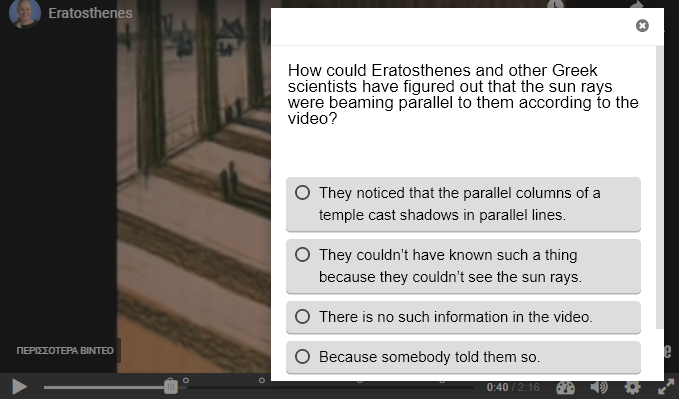 Eratosthenes
How could Eratosthenes and other Greek
scientists have figured out that the sun rays
were beaming parallel to them according to the
video?
They noticed that the parallel columns of a
temple cast shadows in parallel lines.
They couldn't have known such a thing
because they couldn't see the sun rays.
There is no such information in the video.
Because somebody told them so.
ΠΕΡΙΣΣΟΤΕΡΑ ΒΙΝΤΕΟ
0:40 / 2:16